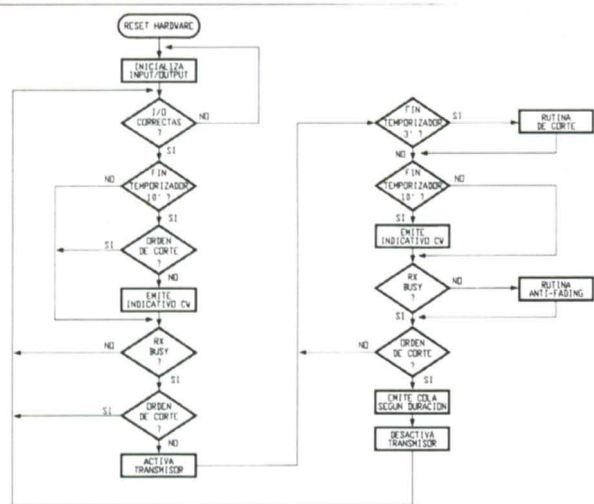 RESET HARDWARE
INICIALIZA
INPUT/OUTPUT
I/O
CORRECTAS
?
NO
SI
FIN
TEMPORIZADOR
10' ?
NO
SI
ORDEN
DE CORTE
?
SI
NO
EMITE
INDICATIVO CW
RX
BUSY
?
NO
SI
ORDEN
DE CORTE
?
SI
NO
ACTIVA
TRANSMISOR
FIN
TEMPORIZADOR
3' ?
SI
NO
RUTINA
DE CORTE
FIN
TEMPORIZADOR
10' ?
NO
SI
EMITE
INDICATIVO CW
RX
BUSY
?
NO
SI
RUTINA
ANTI-FADING
ORDEN
DE CORTE
?
NO
SI
EMITE COLA
SEGUN DURACION
DESACTIVA
TRANSMISOR